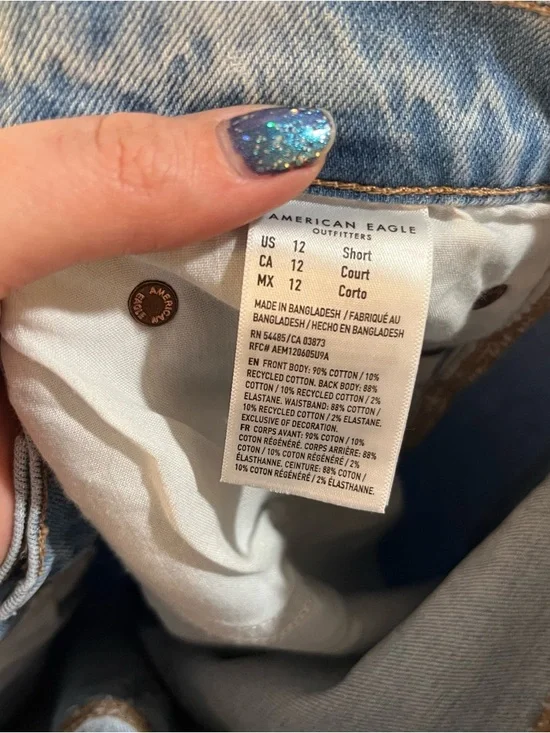 AMERICAN EAGLE
OUTFITTERS
US 12 Short
CA 12 Court
MX 12 Corto
MADE IN BANGLADESH / FABRIQUÉ AU
BANGLADESH / HECHO EN BANGLADESH
RN 54485/CA 03873
RFC# AEM120605U9A
EN FRONT BODY: 90% COTTON / 10%
RECYCLED COTTON. BACK BODY: 88%
COTTON / 10% RECYCLED COTTON / 2%
ELASTANE. WAISTBAND: 88% COTTON /
10% RECYCLED COTTON / 2% ELASTANE.
EXCLUSIVE OF DECORATION.
FR CORPS AVANT: 90% COTON / 10%
COTON RÉGÉNÉRÉ. CORPS ARRIÈRE: 88%
COTON / 10% COTON RÉGÉNÉRÉ / 2%
ÉLASTHANNE. CEINTURE: 88% COTON /
10% COTON RÉGÉNÉRÉ / 2% ÉLASTHANNE.
AMERICAN EAGLE